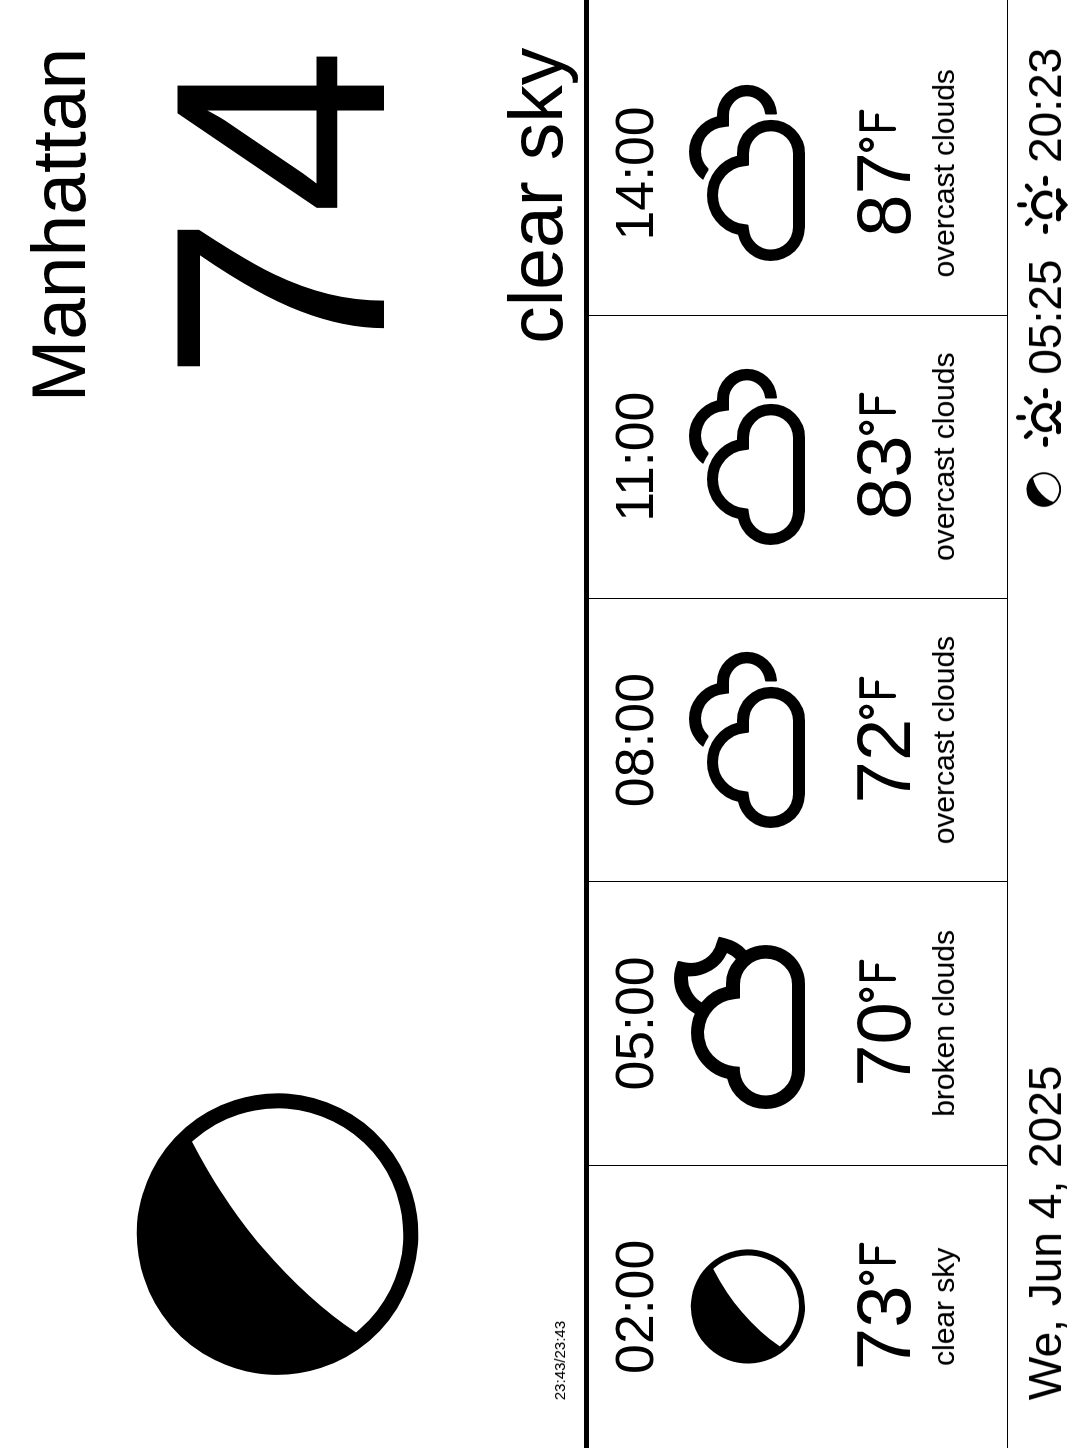 Manhattan
74
clear sky
23:43/23:43
02:00
05:00
08:00
11:00
14:00
73°F
70°F
72°F
83°F
87°F
clear sky
broken clouds
overcast clouds
overcast clouds
overcast clouds
We, Jun 4, 2025
05:25
20:23